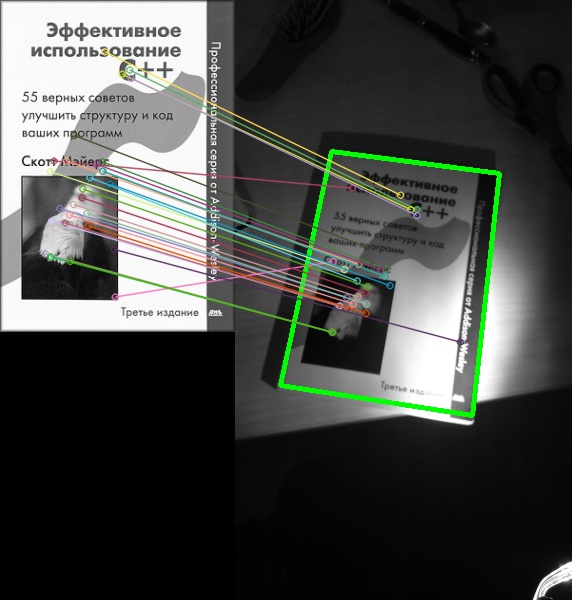 Эффективное
использование
C++
55 верных советов
улучшить структуру и код
ваших программ
Скотт Мэйерс
Третье издание
Профессиональная серия от Addison-Wesley
Эффективное
использование
C++
55 верных советов
улучшить структуру и код
ваших программ
Третье издание
Профессиональная серия от Addison-Wesley